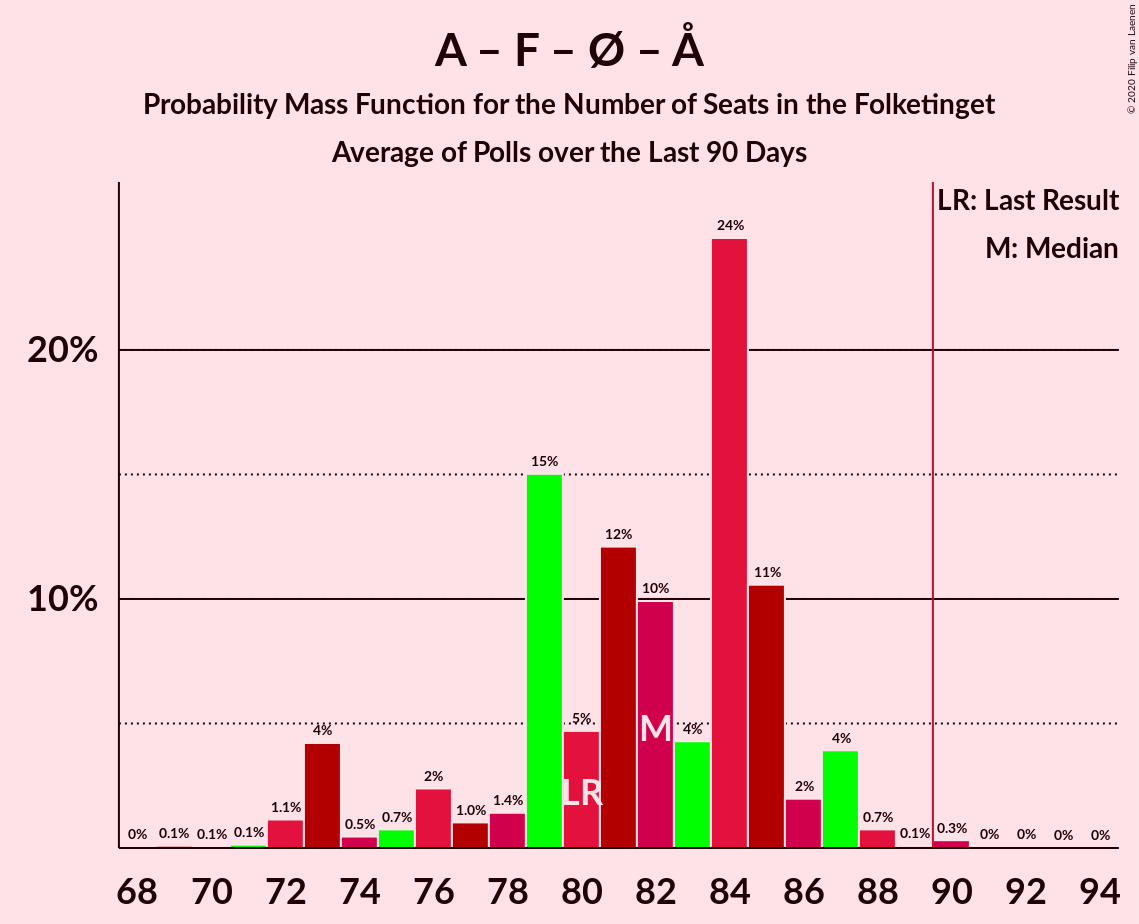 A – F – Ø – Å
Probability Mass Function for the Number of Seats in the Folketinget
Average of Polls over the Last 90 Days
© 2020 Filip van Laenen
LR: Last Result
M: Median
20%
10%
0% 0.1% 0.1% 0.1% 1.1% 4% 0.5% 0.7% 2% 1.0% 1.4% 15% 5% 12% 10% 4% 24% 11% 2% 4% 0.7% 0.1% 0.3% 0% 0% 0% 0%
M
LR
68 70 72 74 76 78 80 82 84 86 88 90 92 94